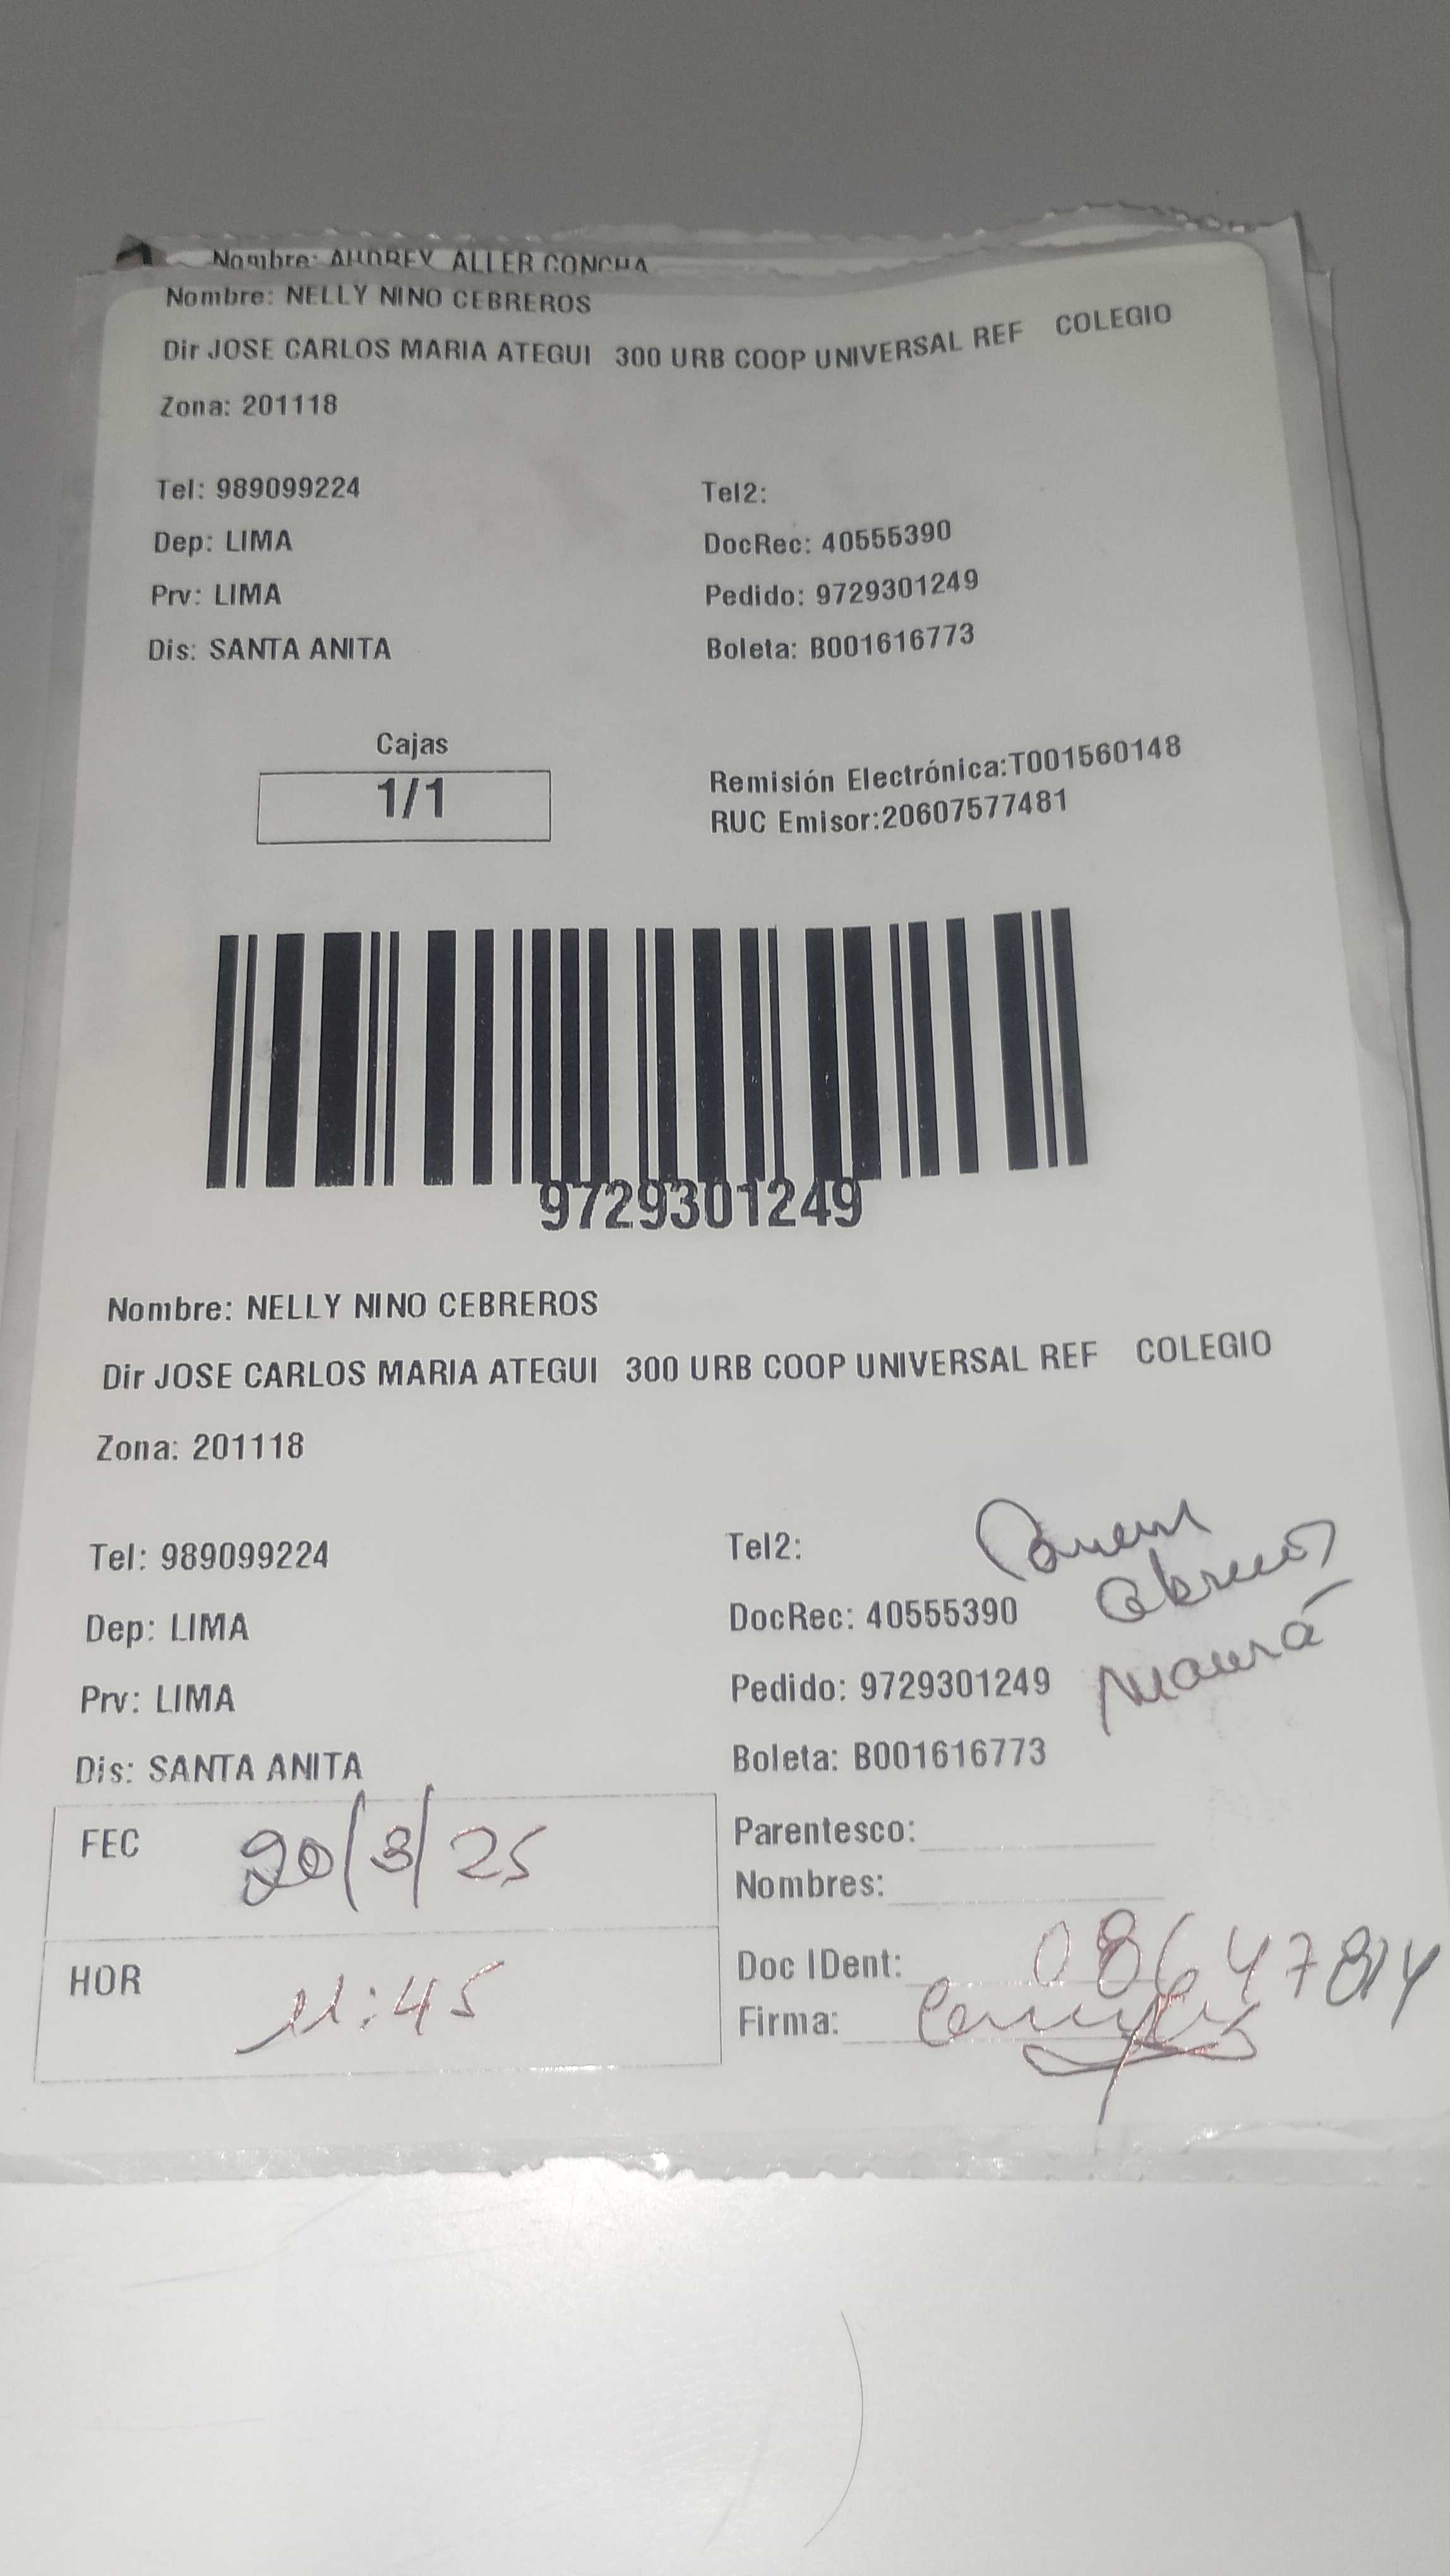 Nombre: AUDREY ALLER CONCHA
Nombre: NELLY NINO CEBREROS
Dir JOSE CARLOS MARIA ATEGUI 300 URB COOP UNIVERSAL REF COLEGIO
Zona: 201118
Tel: 989099224 Tel2:
Dep: LIMA DocRec: 40555390
Prv: LIMA Pedido: 9729301249
Dis: SANTA ANITA Boleta: B001616773
Cajas
1/1
Remisión Electrónica:T001560148
RUC Emisor:20607577481
9729301249
Nombre: NELLY NINO CEBREROS
Dir JOSE CARLOS MARIA ATEGUI 300 URB COOP UNIVERSAL REF COLEGIO
Zona: 201118
Tel: 989099224 Tel2:
Dep: LIMA DocRec: 40555390
Prv: LIMA Pedido: 9729301249
Dis: SANTA ANITA Boleta: B001616773
FEC 20/3/25 Parentesco:
Nombres:
HOR 11:45 Doc IDent: 08647814
Firma: